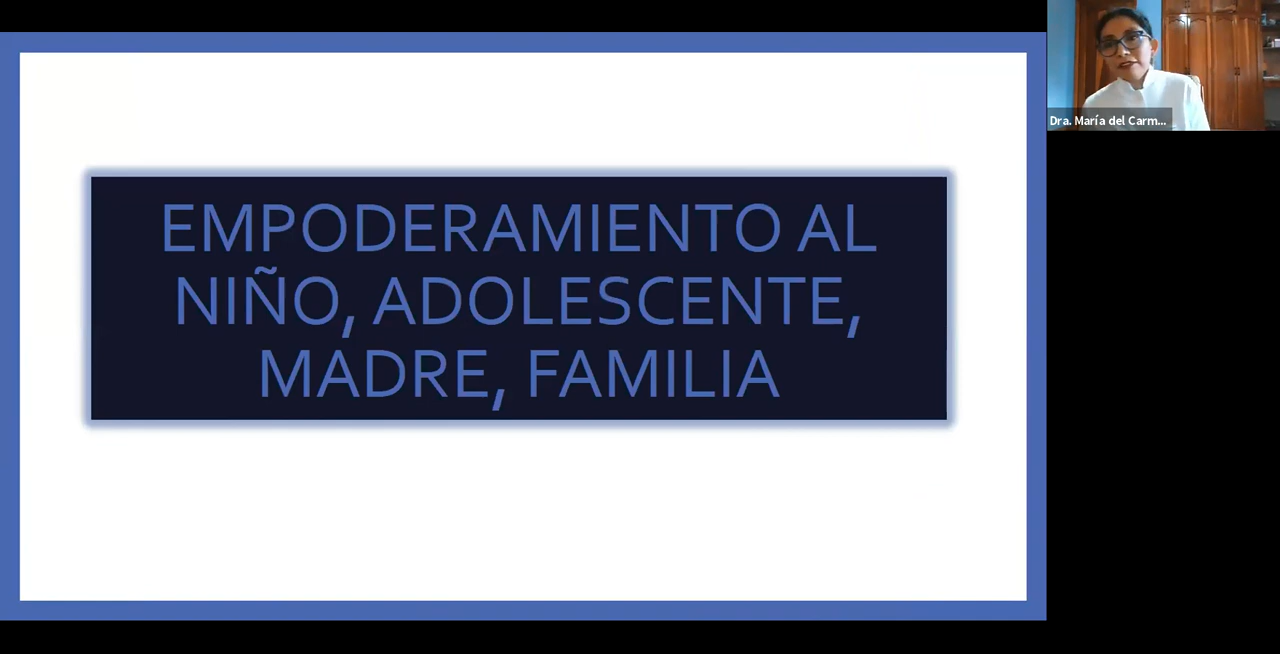 EMPODERAMIENTO AL
NIÑO, ADOLESCENTE,
MADRE, FAMILIA
Dra. María del Carm...